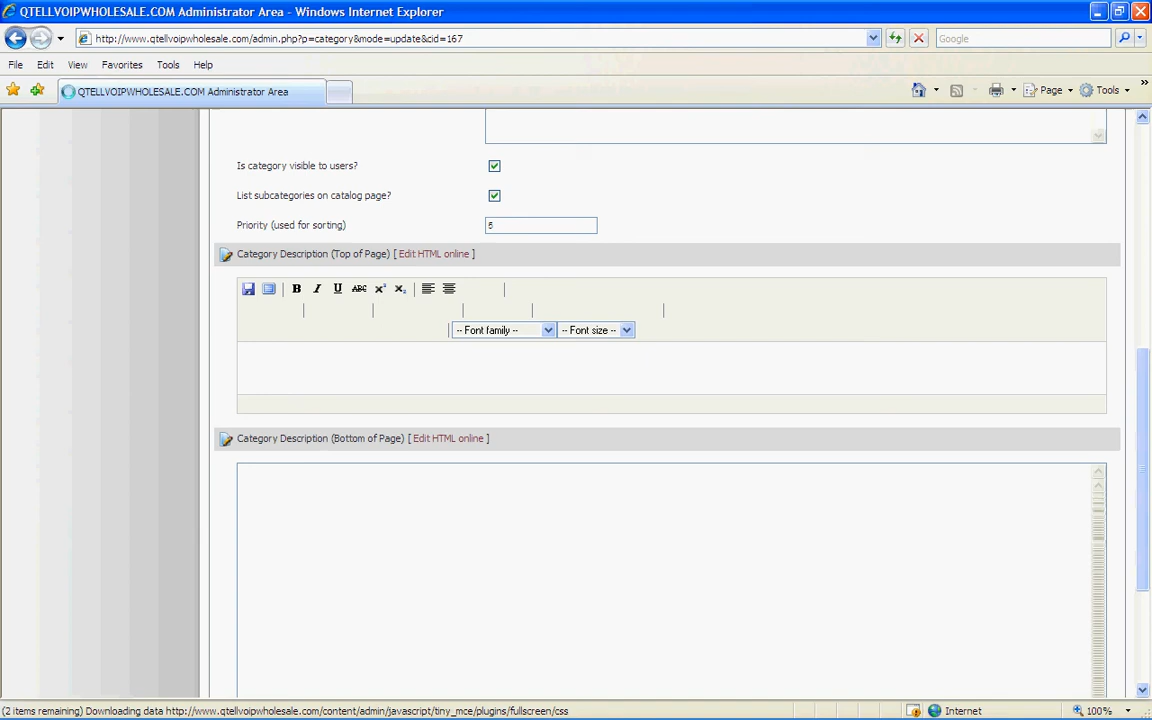 QTELLVOIPWHOLESALE.COM Administrator Area - Windows Internet Explorer
http://www.qtellvoipwholesale.com/admin.php?p=category&mode=update&cid=167
Google
File Edit View Favorites Tools Help
QTELLVOIPWHOLESALE.COM Administrator Area
Page Tools
Is category visible to users?
List subcategories on catalog page?
Priority (used for sorting) 5
Category Description (Top of Page) [ Edit HTML online ]
B I U ABC x² x₂
-- Font family -- -- Font size --
Category Description (Bottom of Page) [ Edit HTML online ]
(2 items remaining) Downloading data http://www.qtellvoipwholesale.com/content/admin/javascript/tiny_mce/plugins/fullscreen/css
Internet 100%